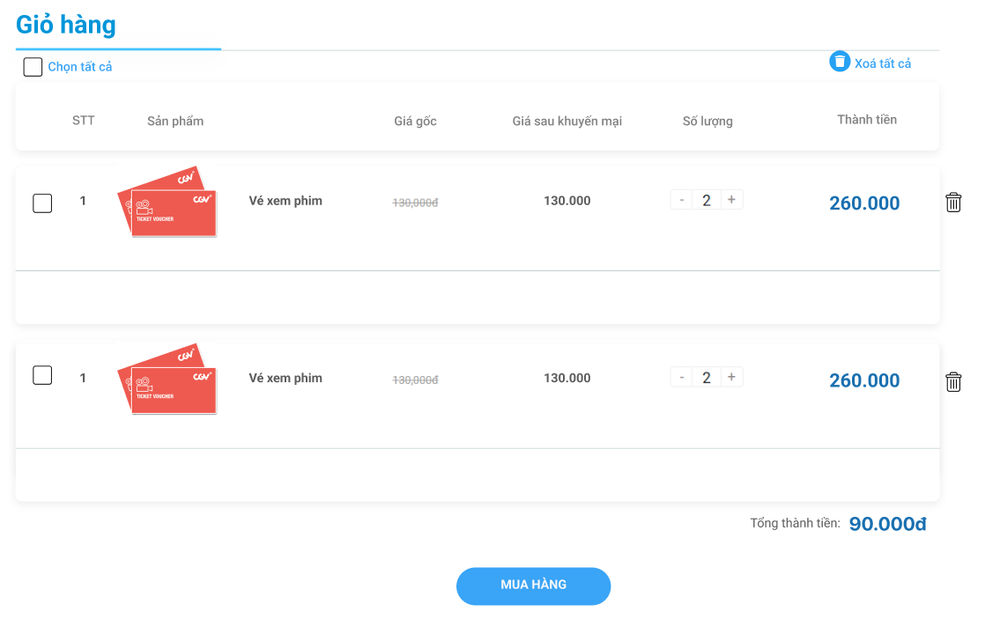 Giỏ hàng
Chọn tất cả
Xoá tất cả
STT Sản phẩm Giá gốc Giá sau khuyến mại Số lượng Thành tiền
CGV
CGV
TICKET VOUCHER
1 Vé xem phim 130,000đ 130.000 - 2 + 260.000
CGV
CGV
TICKET VOUCHER
1 Vé xem phim 130,000đ 130.000 - 2 + 260.000
Tổng thành tiền: 90.000đ
MUA HÀNG